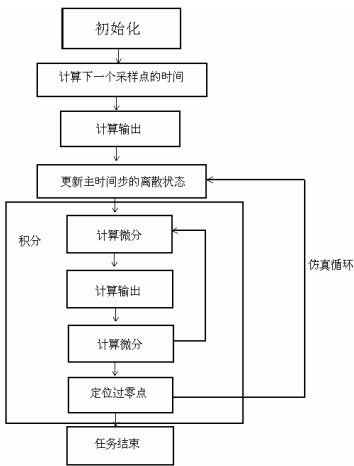 初始化
计算下一个采样点的时间
计算输出
更新主时间步的离散状态
积分
计算微分
计算输出
计算微分
定位过零点
仿真循环
任务结束